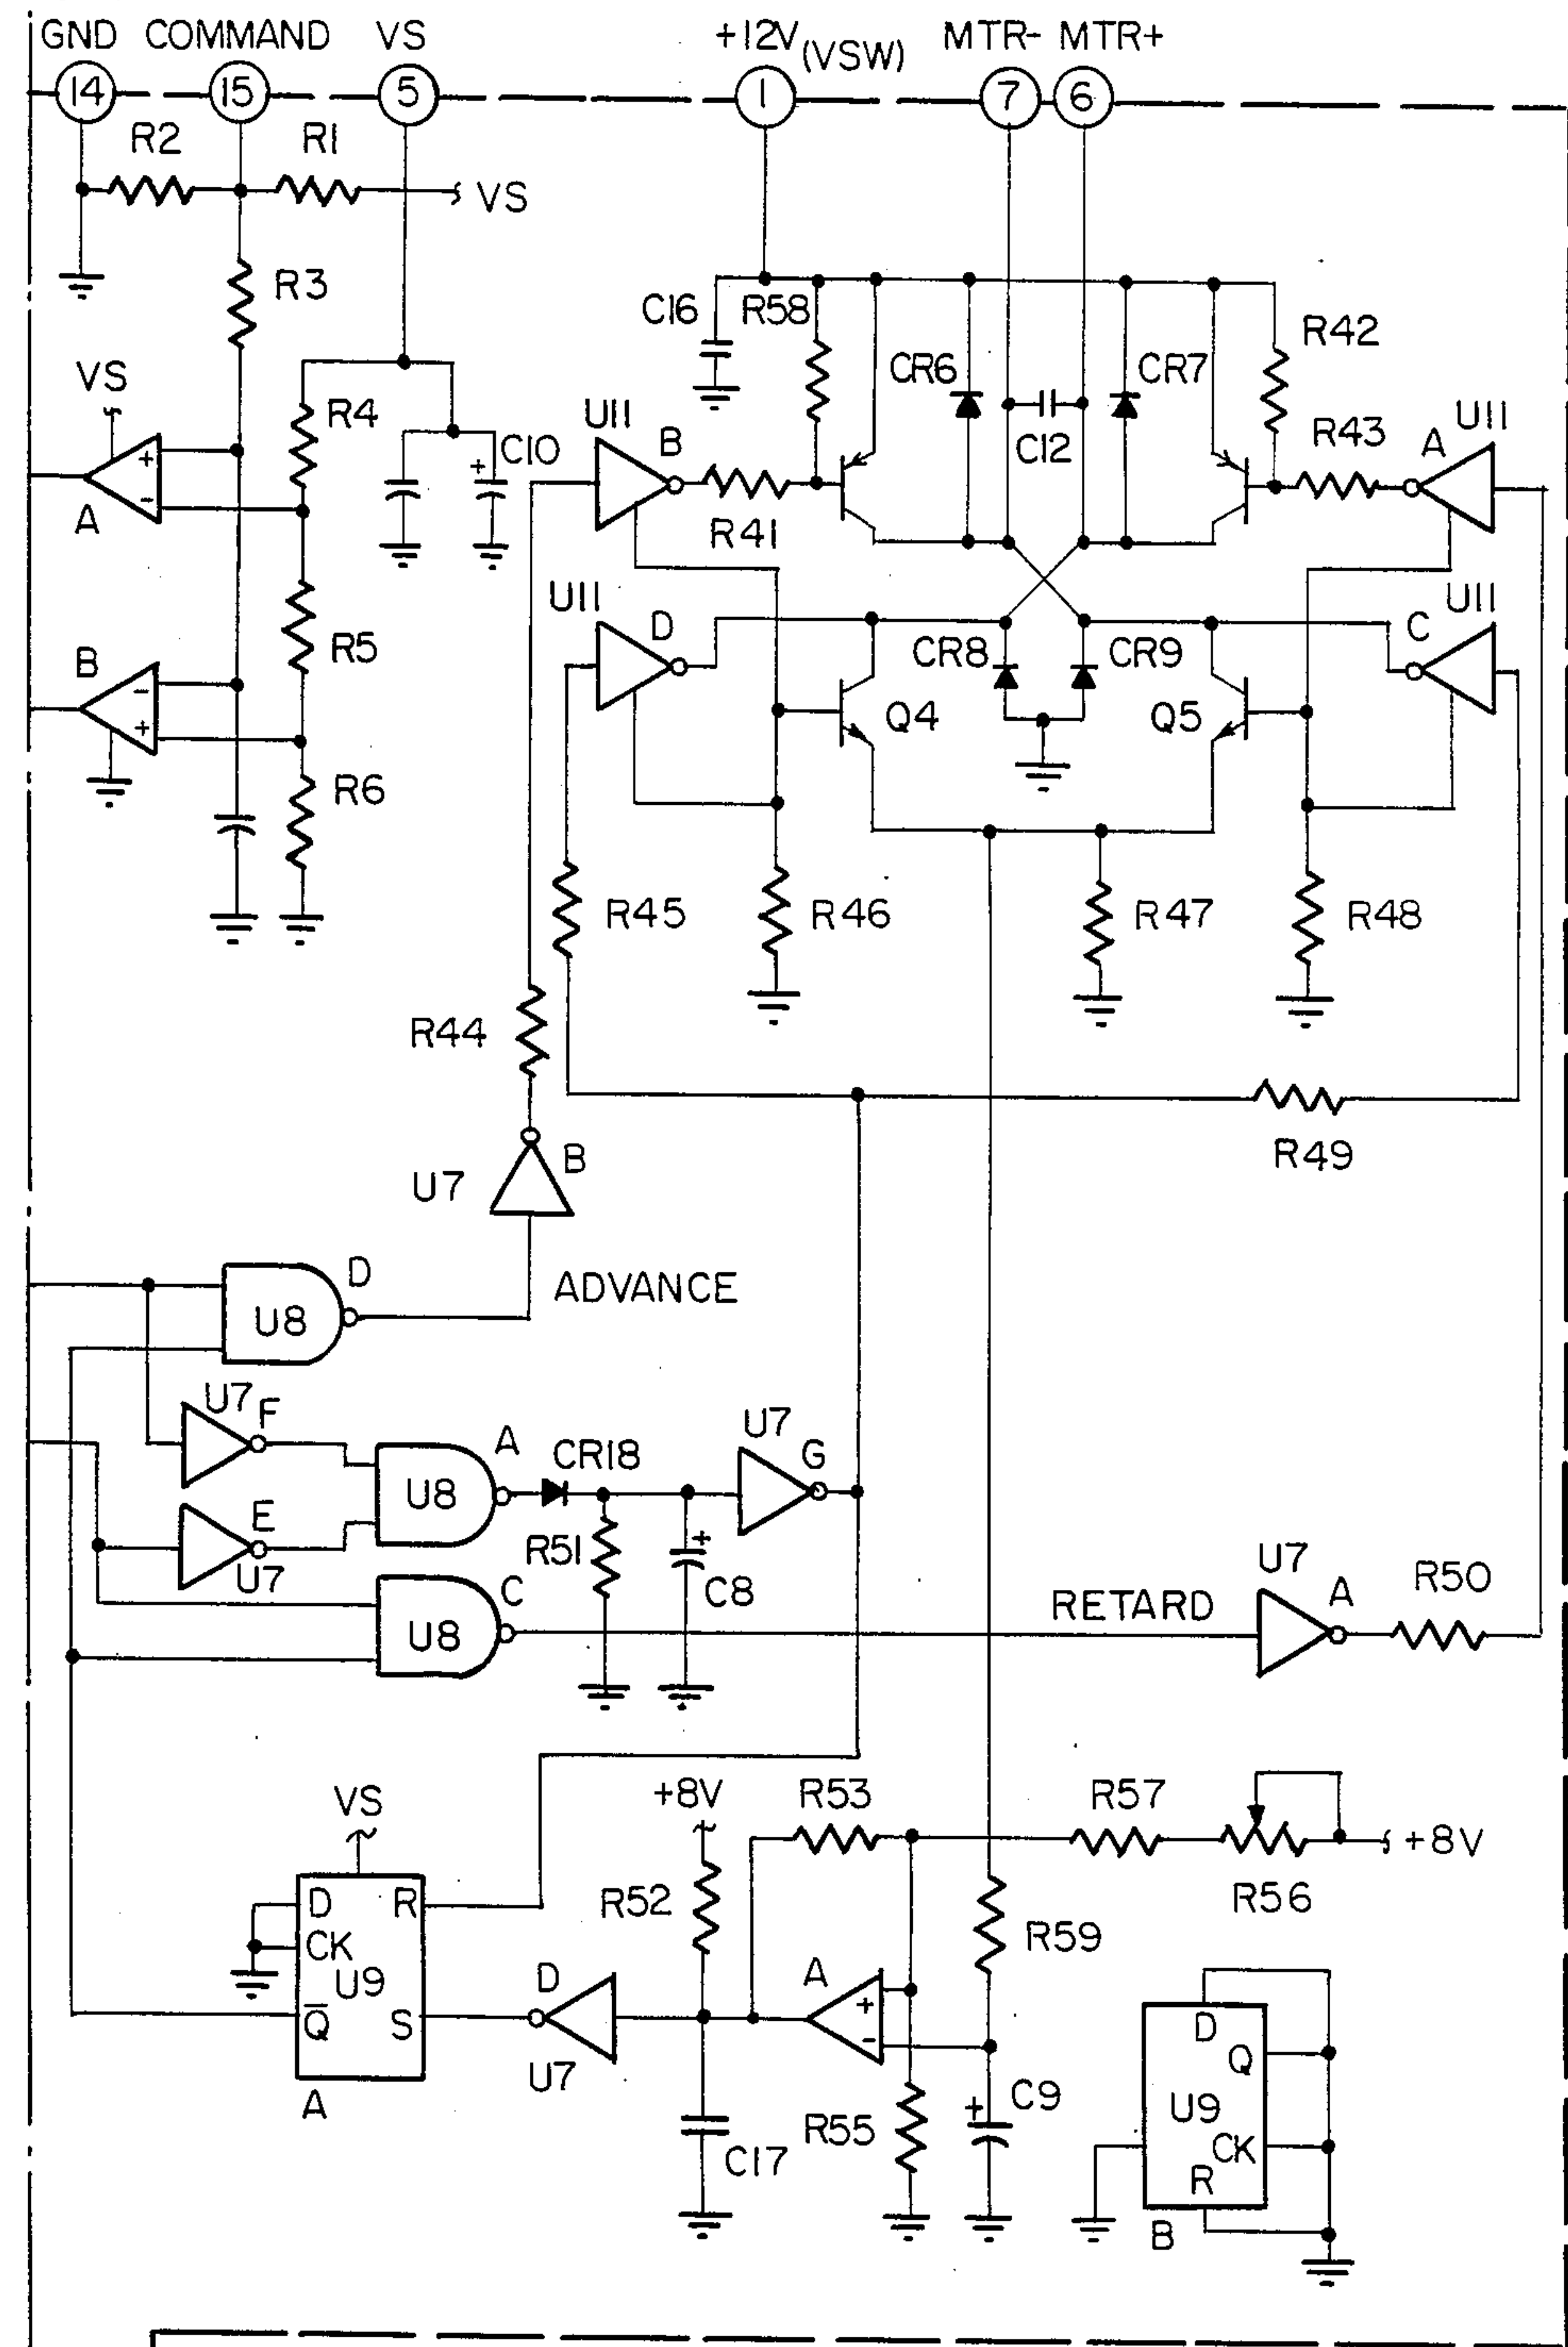 GND COMMAND VS +12V (VSW) MTR- MTR+
14 15 5 1 7 6
R2 R1
VS
R3
C16 R58 R42
VS CR6 CR7
R4 U11 U11
C10 B C12 R43 A
+ +
- A R41
U11 U11
B D C
- R5 CR8 CR9
+ Q4 Q5
R6
R45 R46 R47 R48
R44
R49
B
U7
D
U8 ADVANCE
U7 F U7
A CR18 G
U8
E R51 +
U7 C C8 U7 R50
RETARD A
U8
+8V R53 R57
VS
+8V
R52 R56
D R
CK R59
U9 D A
+
Q̅ S - D
Q
U7 C9
A + U9
R55
C17 CK
R
B